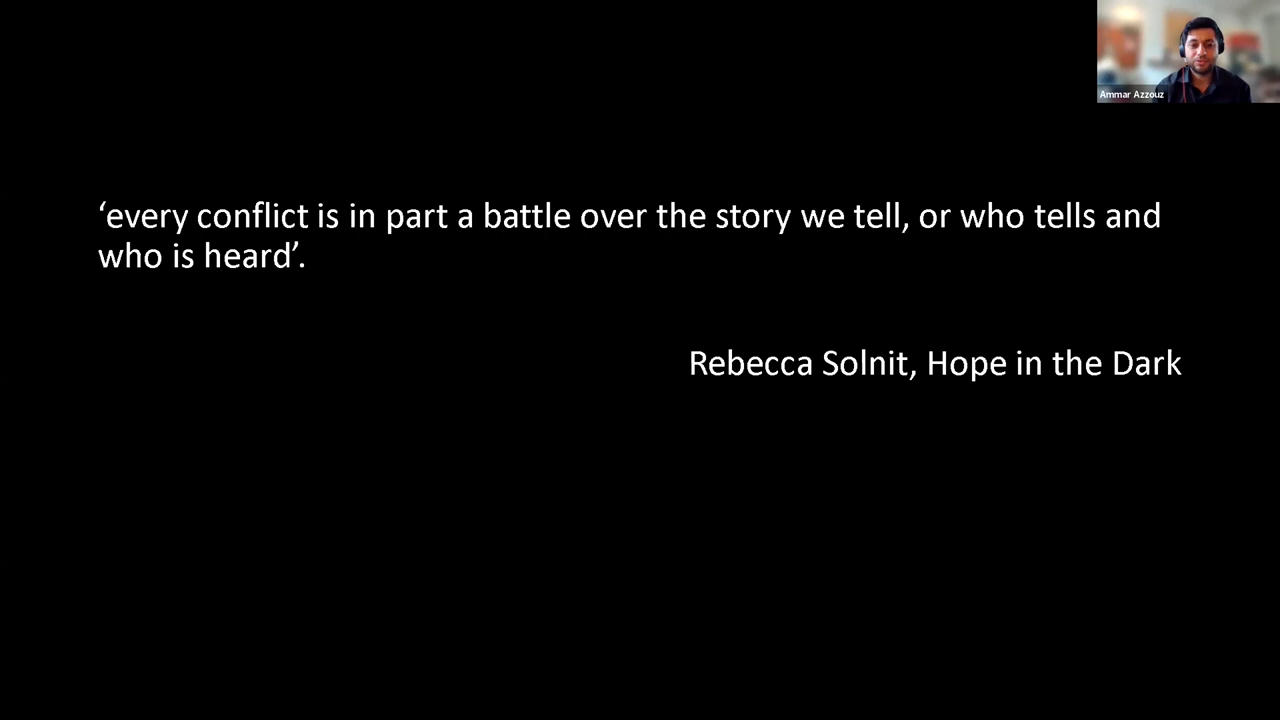 Ammar Azzouz
‘every conflict is in part a battle over the story we tell, or who tells and
who is heard’.
Rebecca Solnit, Hope in the Dark